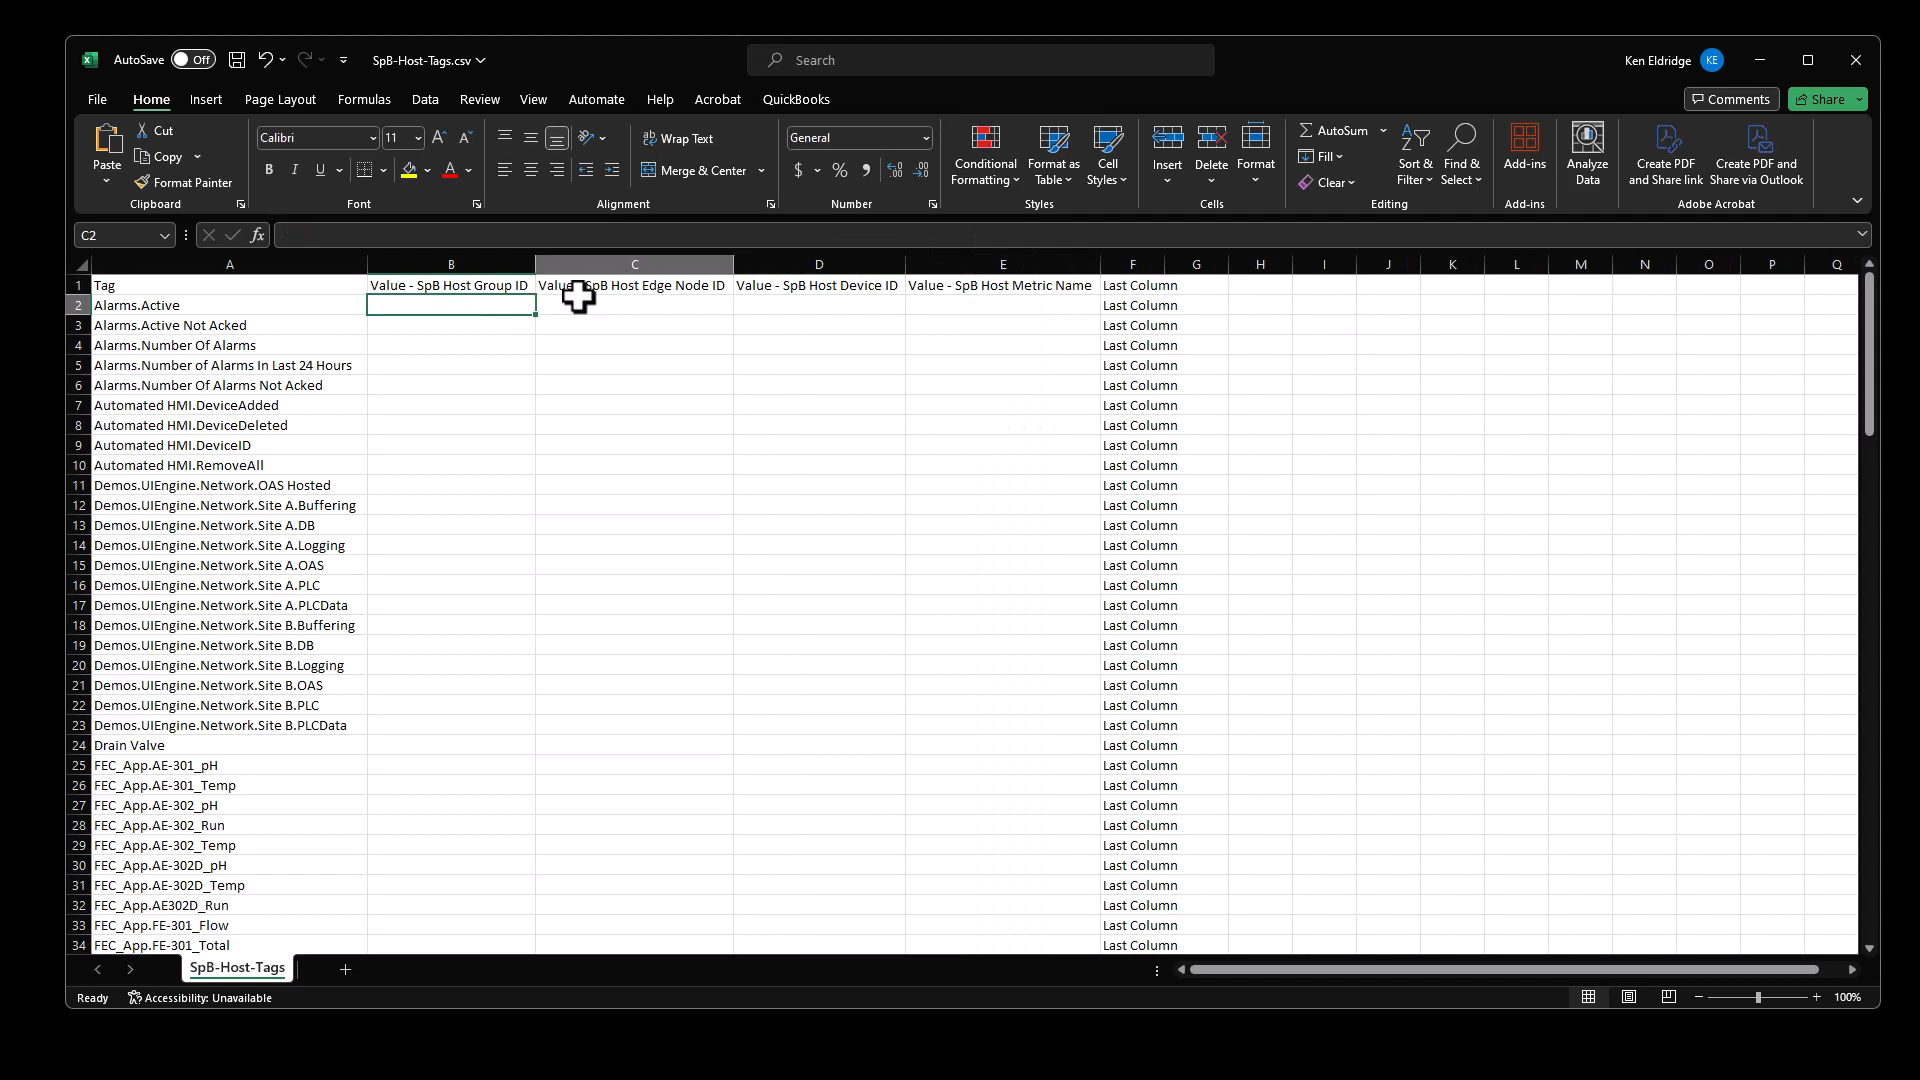 AutoSave Off SpB-Host-Tags.csv Search Ken Eldridge KE
File Home Insert Page Layout Formulas Data Review View Automate Help Acrobat QuickBooks Comments Share
Paste Cut Copy Format Painter Clipboard
Calibri 11 B I U A Font
Wrap Text Merge & Center Alignment
General $ % Number
Conditional Formatting Format as Table Cell Styles Styles
Insert Delete Format Cells
AutoSum Fill Clear Sort & Filter Find & Select Editing
Add-ins Add-ins
Analyze Data
Create PDF and Share link Create PDF and Share via Outlook Adobe Acrobat
C2 fx
A B C D E F G H I J K L M N O P Q
1 Tag Value - SpB Host Group ID Value SpB Host Edge Node ID Value - SpB Host Device ID Value - SpB Host Metric Name Last Column
2 Alarms.Active Last Column
3 Alarms.Active Not Acked Last Column
4 Alarms.Number Of Alarms Last Column
5 Alarms.Number of Alarms In Last 24 Hours Last Column
6 Alarms.Number Of Alarms Not Acked Last Column
7 Automated HMI.DeviceAdded Last Column
8 Automated HMI.DeviceDeleted Last Column
9 Automated HMI.DeviceID Last Column
10 Automated HMI.RemoveAll Last Column
11 Demos.UIEngine.Network.OAS Hosted Last Column
12 Demos.UIEngine.Network.Site A.Buffering Last Column
13 Demos.UIEngine.Network.Site A.DB Last Column
14 Demos.UIEngine.Network.Site A.Logging Last Column
15 Demos.UIEngine.Network.Site A.OAS Last Column
16 Demos.UIEngine.Network.Site A.PLC Last Column
17 Demos.UIEngine.Network.Site A.PLCData Last Column
18 Demos.UIEngine.Network.Site B.Buffering Last Column
19 Demos.UIEngine.Network.Site B.DB Last Column
20 Demos.UIEngine.Network.Site B.Logging Last Column
21 Demos.UIEngine.Network.Site B.OAS Last Column
22 Demos.UIEngine.Network.Site B.PLC Last Column
23 Demos.UIEngine.Network.Site B.PLCData Last Column
24 Drain Valve Last Column
25 FEC_App.AE-301_pH Last Column
26 FEC_App.AE-301_Temp Last Column
27 FEC_App.AE-302_pH Last Column
28 FEC_App.AE-302_Run Last Column
29 FEC_App.AE-302_Temp Last Column
30 FEC_App.AE-302D_pH Last Column
31 FEC_App.AE-302D_Temp Last Column
32 FEC_App.AE302D_Run Last Column
33 FEC_App.FE-301_Flow Last Column
34 FEC_App.FE-301_Total Last Column
SpB-Host-Tags
Ready Accessibility: Unavailable 100%